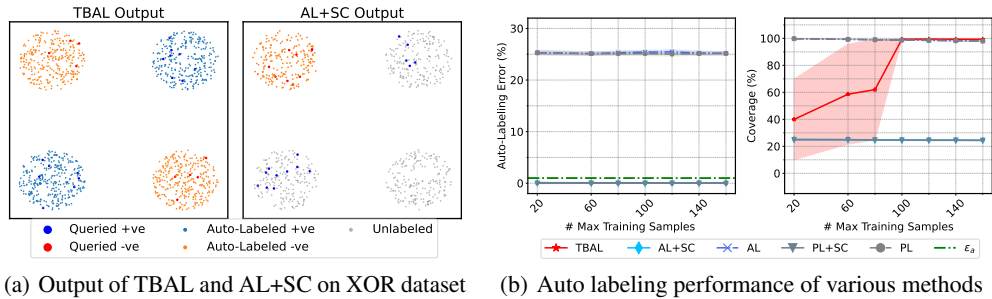 TBAL Output
AL+SC Output
Queried +ve
Auto-Labeled +ve
Unlabeled
Queried -ve
Auto-Labeled -ve
(a) Output of TBAL and AL+SC on XOR dataset
Auto-Labeling Error (%)
30
20
10
0
20
60
100
140
# Max Training Samples
Coverage (%)
100
80
60
40
20
0
20
60
100
140
# Max Training Samples
TBAL
AL+SC
AL
PL+SC
PL
ϵₐ
(b) Auto labeling performance of various methods